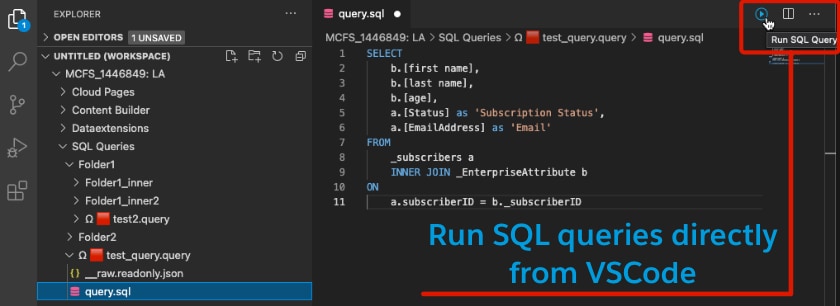 EXPLORER
query.sql
Run SQL Query
OPEN EDITORS 1 UNSAVED
UNTITLED (WORKSPACE)
MCFS_1446849: LA
Cloud Pages
Content Builder
Dataextensions
SQL Queries
Folder1
Folder1_inner
Folder1_inner2
Ω test2.query
Folder2
Ω test_query.query
{} __raw.readonly.json
query.sql
1
MCFS_1446849: LA > SQL Queries > Ω test_query.query > query.sql
1 SELECT
2 b.[first name],
3 b.[last name],
4 b.[age],
5 a.[Status] as 'Subscription Status',
6 a.[EmailAddress] as 'Email'
7 FROM
8 _subscribers a
9 INNER JOIN _EnterpriseAttribute b
10 ON
11 a.subscriberID = b._subscriberID
Run SQL queries directly
from VSCode